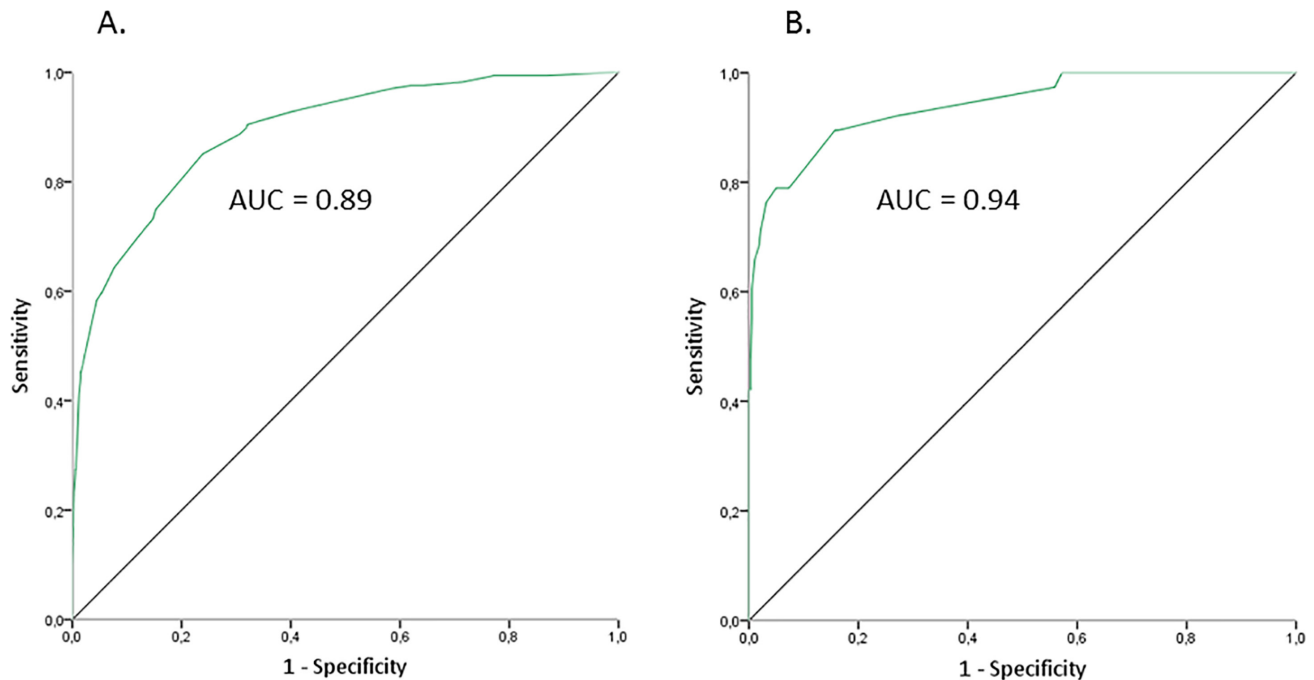 A.
1,0
0,8
0,6
0,4
0,2
0,0
Sensitivity
AUC = 0.89
0,0 0,2 0,4 0,6 0,8 1,0
1 - Specificity
B.
1,0
0,8
0,6
0,4
0,2
0,0
Sensitivity
AUC = 0.94
0,0 0,2 0,4 0,6 0,8 1,0
1 - Specificity